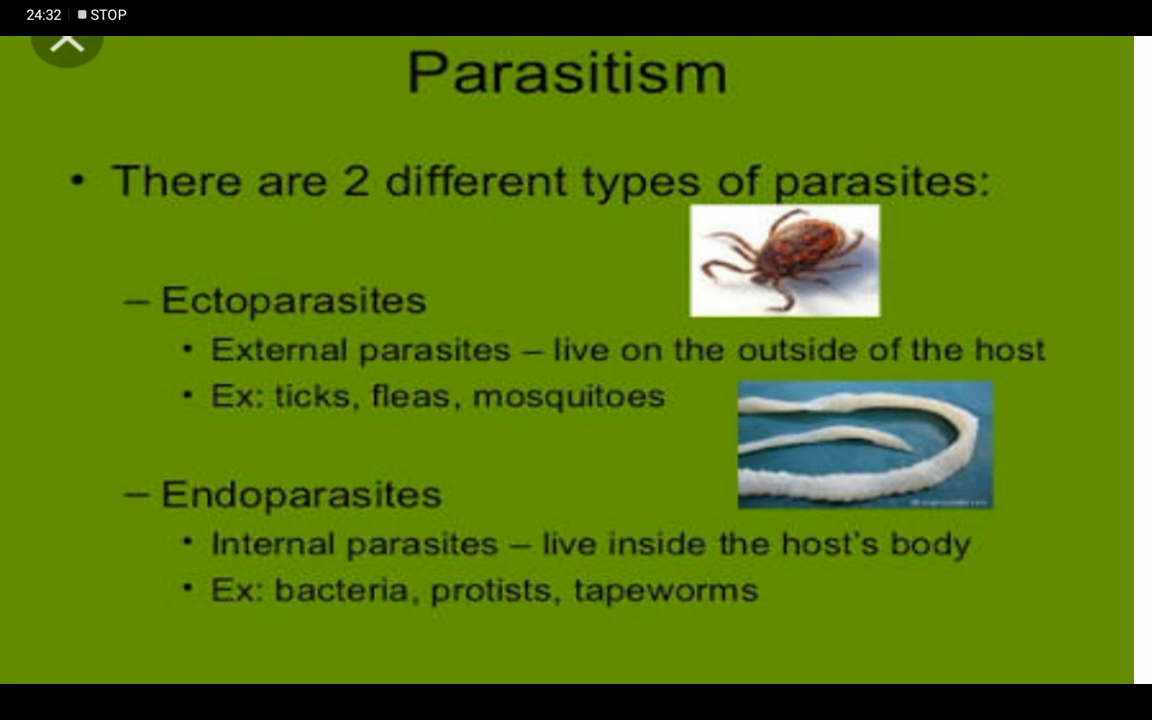 24:32 STOP
Parasitism
• There are 2 different types of parasites:
– Ectoparasites
• External parasites – live on the outside of the host
• Ex: ticks, fleas, mosquitoes
– Endoparasites
• Internal parasites – live inside the host's body
• Ex: bacteria, protists, tapeworms